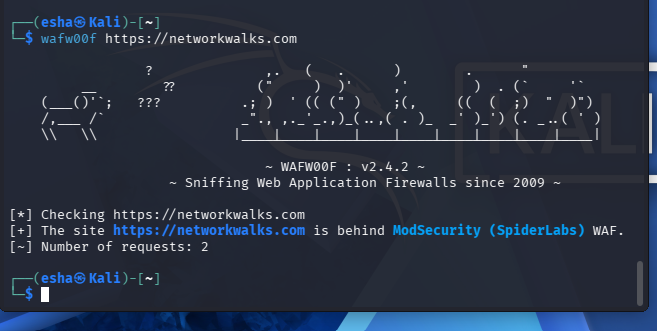 ┌──(esha㉿Kali)-[~]
└─$ wafw00f https://networkwalks.com
~ WAFW00F : v2.4.2 ~
~ Sniffing Web Application Firewalls since 2009 ~
[*] Checking https://networkwalks.com
[+] The site https://networkwalks.com is behind ModSecurity (SpiderLabs) WAF.
[~] Number of requests: 2
┌──(esha㉿Kali)-[~]
└─$